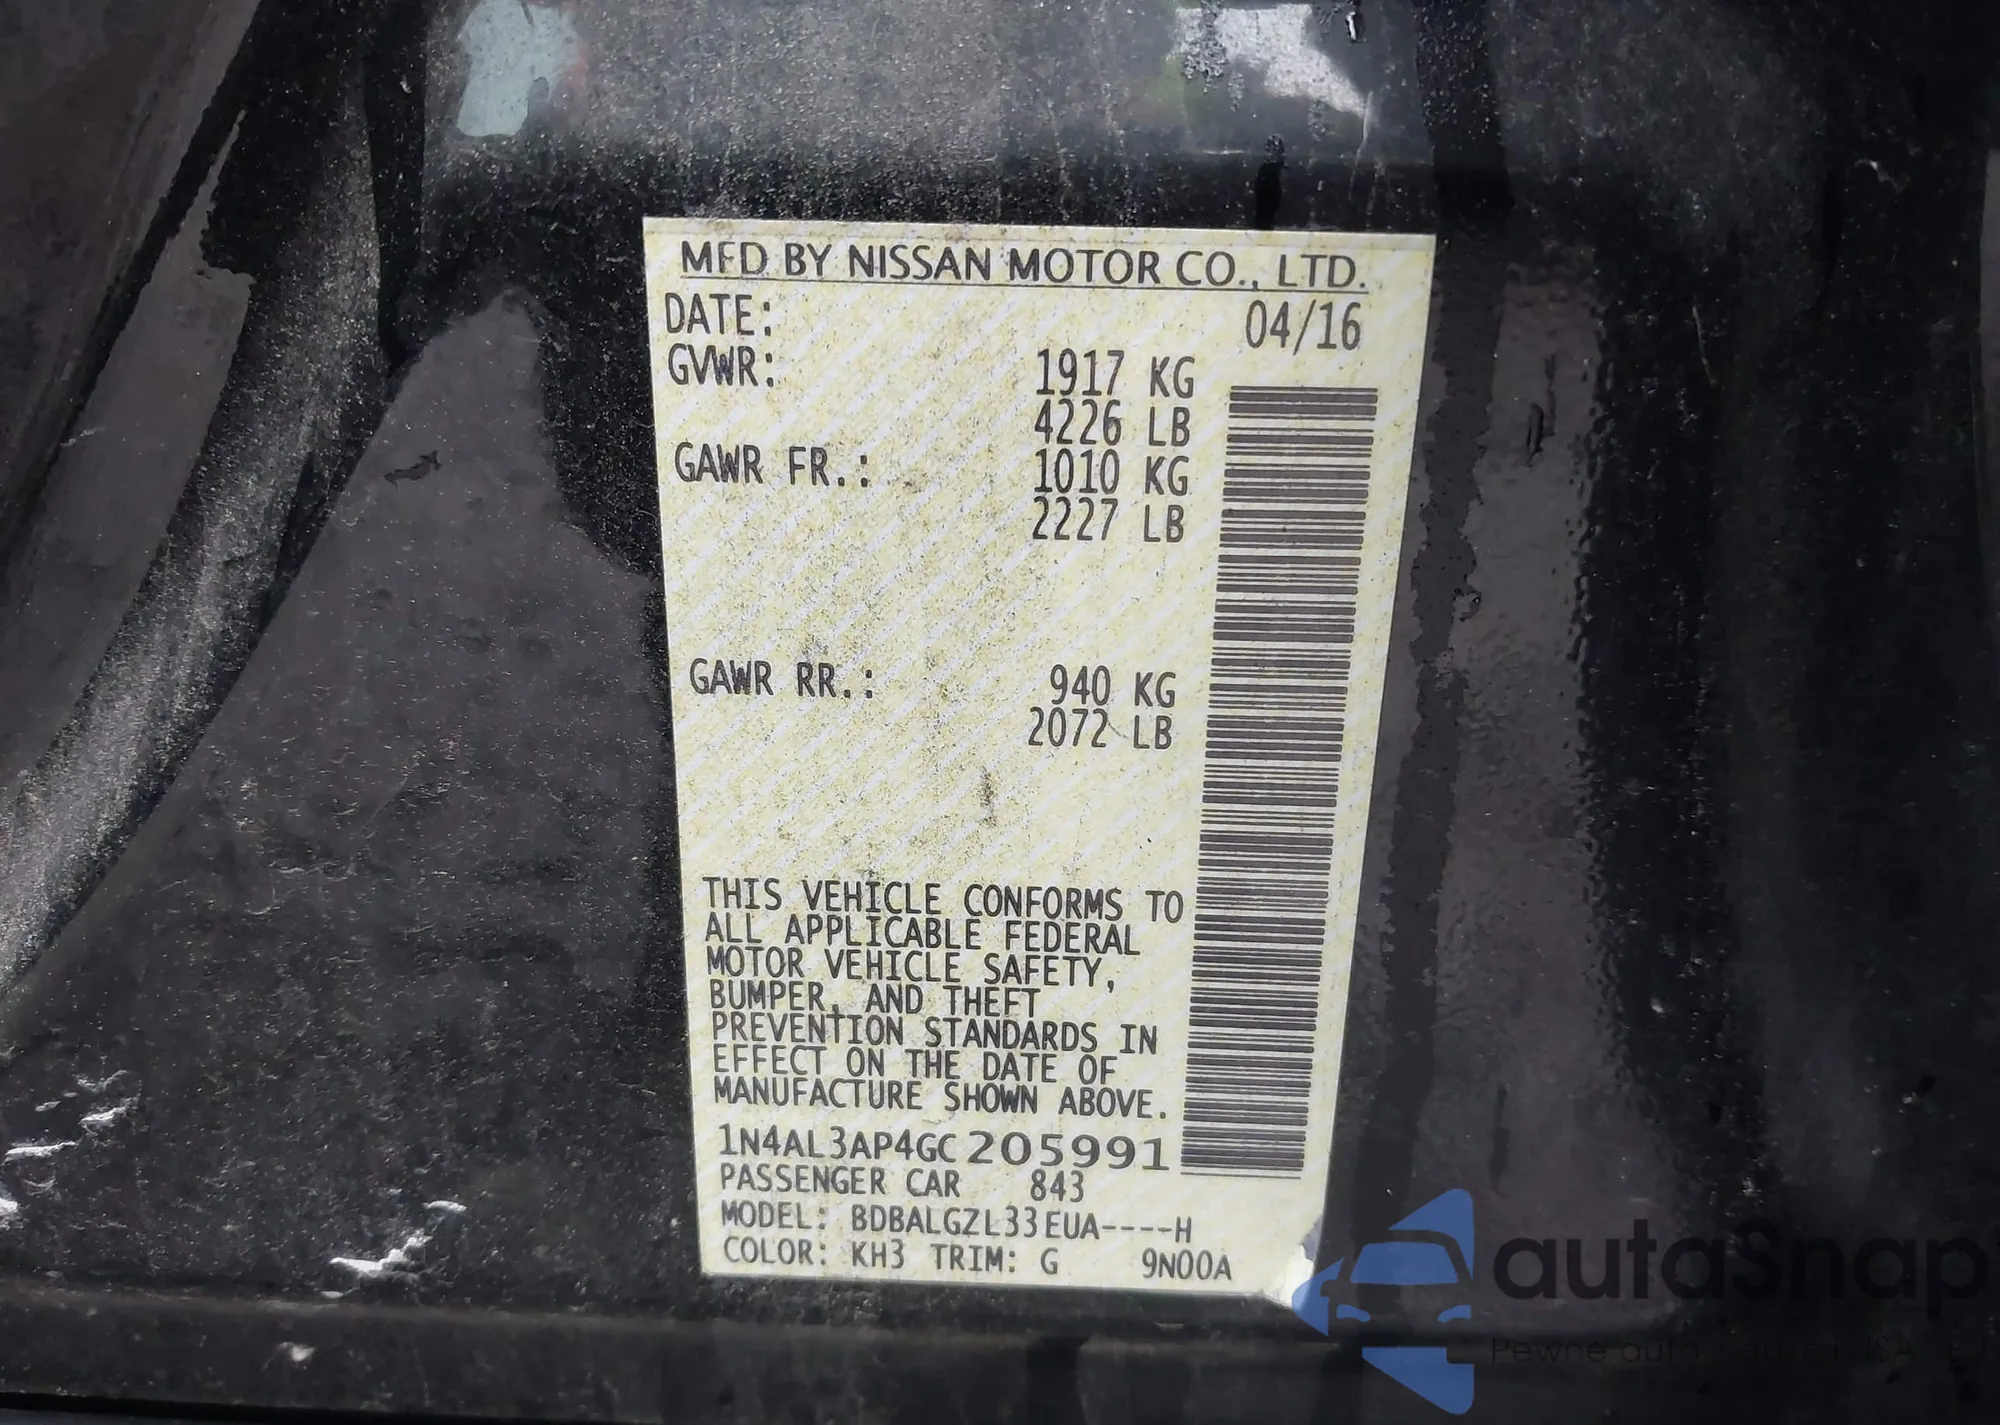 MFD BY NISSAN MOTOR CO., LTD.
DATE: 04/16
GVWR: 1917 KG
4226 LB
GAWR FR.: 1010 KG
2227 LB
GAWR RR.: 940 KG
2072 LB
THIS VEHICLE CONFORMS TO
ALL APPLICABLE FEDERAL
MOTOR VEHICLE SAFETY,
BUMPER, AND THEFT
PREVENTION STANDARDS IN
EFFECT ON THE DATE OF
MANUFACTURE SHOWN ABOVE.
1N4AL3AP4GC205991
PASSENGER CAR 843
MODEL: BDBALGZL33EUA----H
COLOR: KH3 TRIM: G 9N00A
autaSnap
Pewne auto z